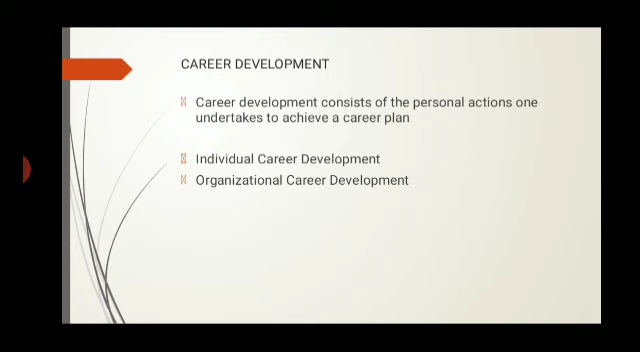 CAREER DEVELOPMENT
Career development consists of the personal actions one
undertakes to achieve a career plan
Individual Career Development
Organizational Career Development